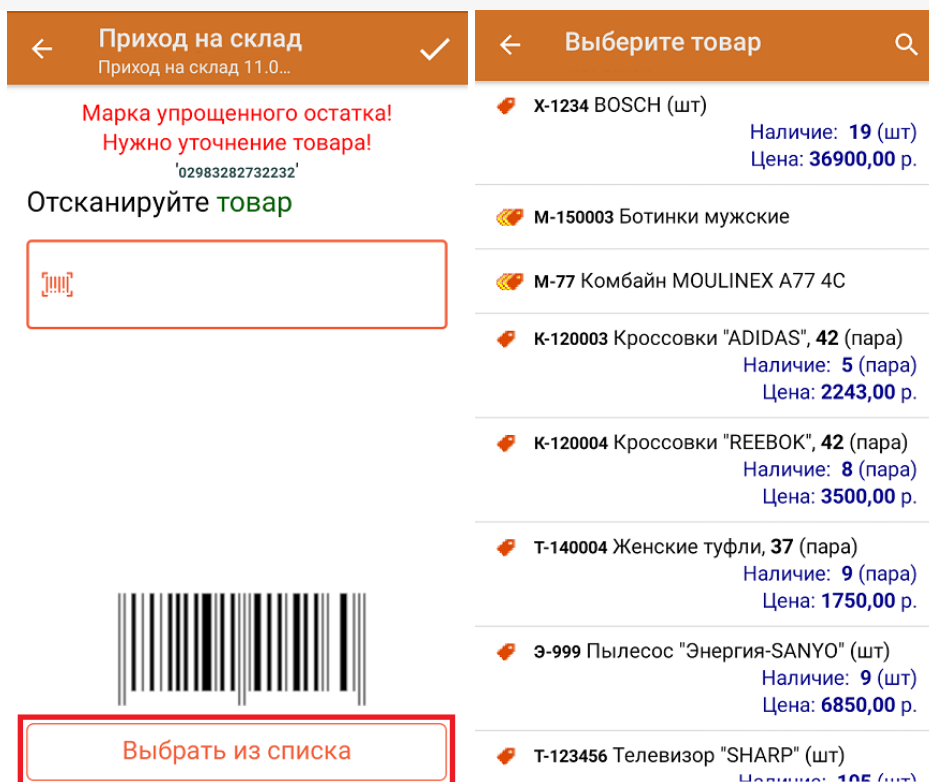 Приход на склад
Приход на склад 11.0...
Марка упрощенного остатка!
Нужно уточнение товара!
'02983282732232'
Отсканируйте товар
Выбрать из списка
Выберите товар
Х-1234 BOSCH (шт)
Наличие: 19 (шт)
Цена: 36900,00 р.
М-150003 Ботинки мужские
М-77 Комбайн MOULINEX A77 4C
К-120003 Кроссовки "ADIDAS", 42 (пара)
Наличие: 5 (пара)
Цена: 2243,00 р.
К-120004 Кроссовки "REEBOK", 42 (пара)
Наличие: 8 (пара)
Цена: 3500,00 р.
Т-140004 Женские туфли, 37 (пара)
Наличие: 9 (пара)
Цена: 1750,00 р.
Э-999 Пылесос "Энергия-SANYO" (шт)
Наличие: 9 (шт)
Цена: 6850,00 р.
Т-123456 Телевизор "SHARP" (шт)
Наличие: 105 (шт)